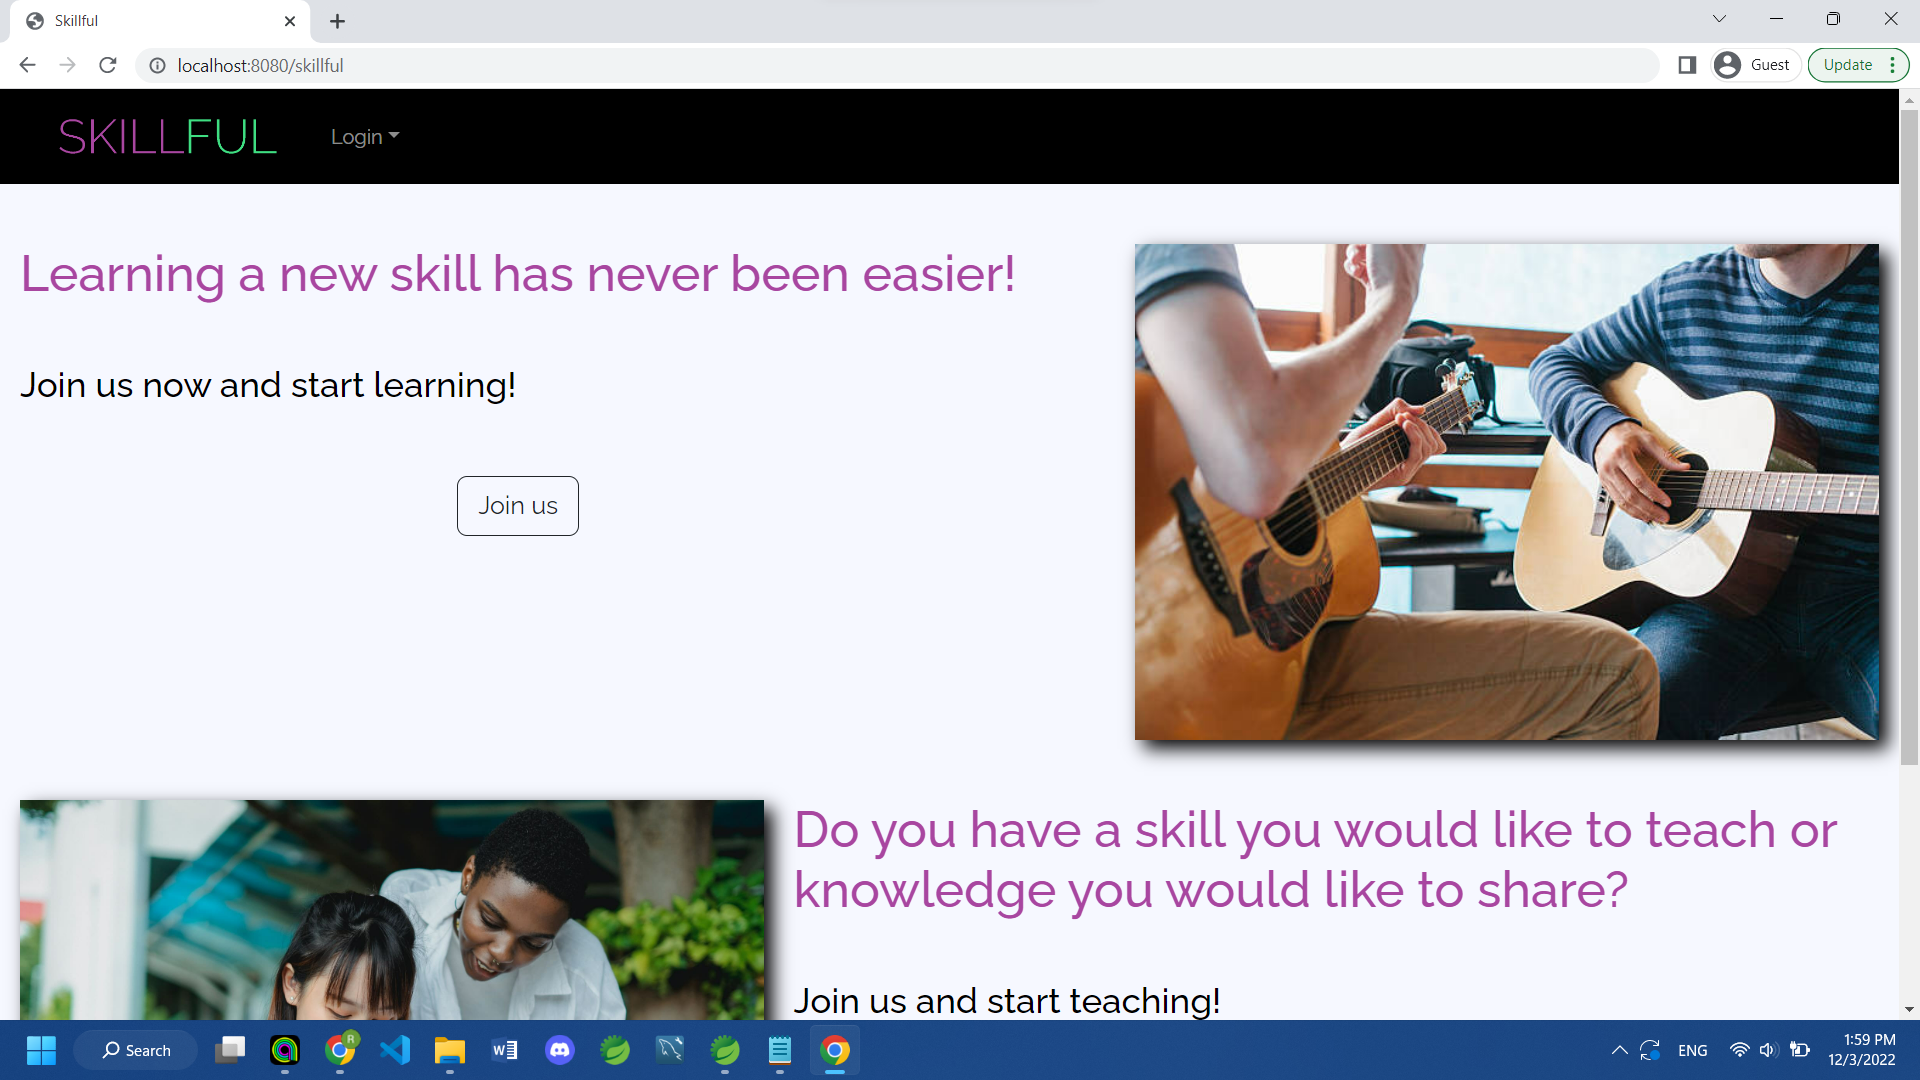 Skillful
localhost:8080/skillful
Guest
Update
SKILLFUL
Login
Learning a new skill has never been easier!
Join us now and start learning!
Join us
Do you have a skill you would like to teach or
knowledge you would like to share?
Join us and start teaching!
Search
R
ENG
1:59 PM
12/3/2022